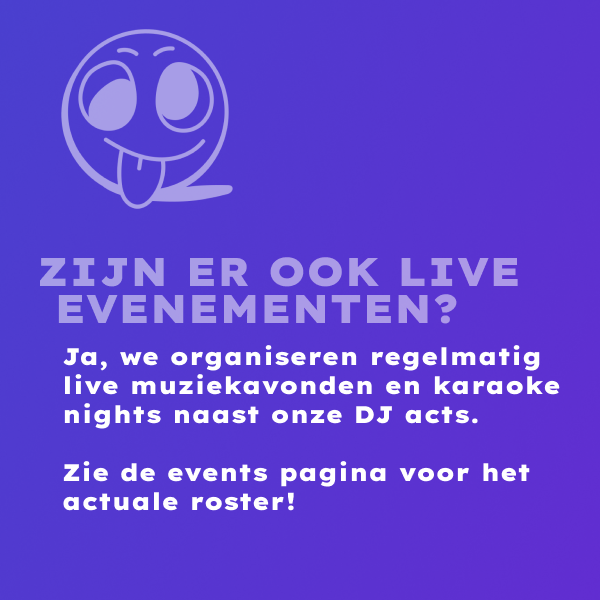 ZIJN ER OOK LIVE
EVENEMENTEN?
Ja, we organiseren regelmatig
live muziekavonden en karaoke
nights naast onze DJ acts.
Zie de events pagina voor het
actuale roster!